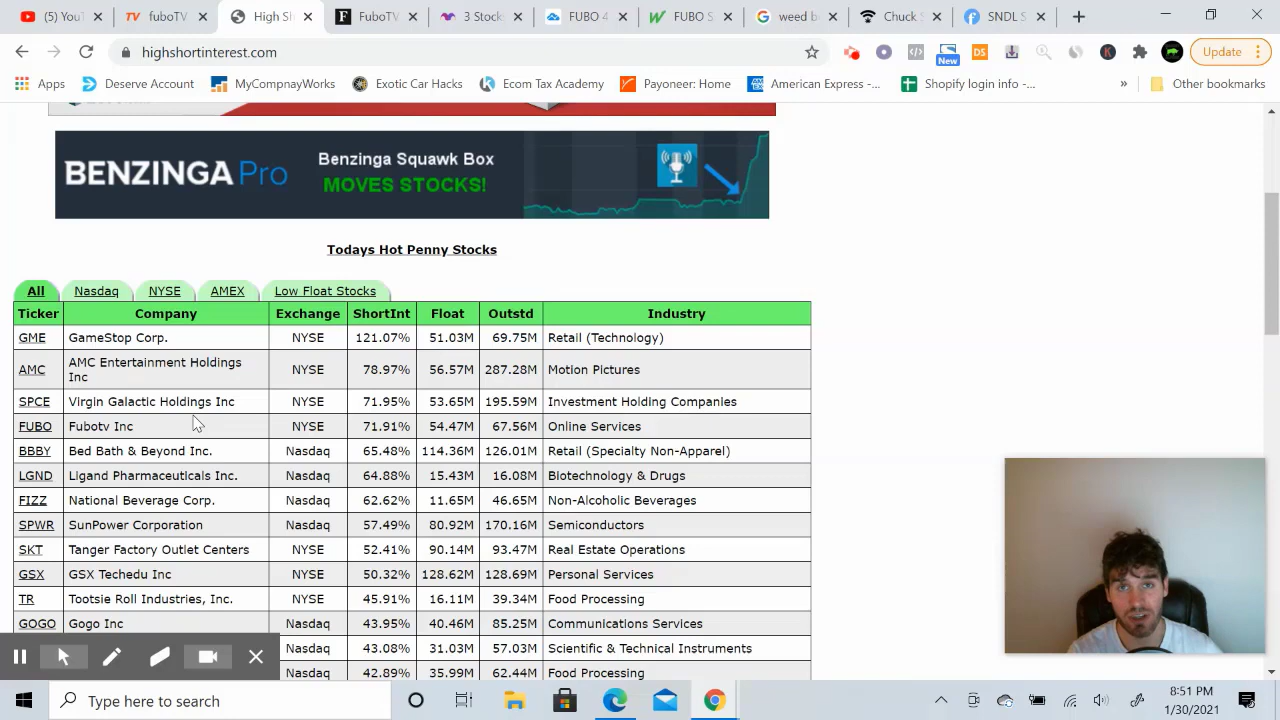 (5) You
fuboTV
High Sh
FuboTV
3 Stock
FUBO 4
FUBO S
weed b
Chuck S
SNDL S
highshortinterest.com
New
DS
K
Update
Apps
Deserve Account
MyCompnayWorks
Exotic Car Hacks
Ecom Tax Academy
Payoneer: Home
American Express -...
Shopify login info -...
»
Other bookmarks
BENZINGA Pro
Benzinga Squawk Box
MOVES STOCKS!
Todays Hot Penny Stocks
All Nasdaq NYSE AMEX Low Float Stocks
Ticker Company Exchange ShortInt Float Outstd Industry
GME GameStop Corp. NYSE 121.07% 51.03M 69.75M Retail (Technology)
AMC AMC Entertainment Holdings Inc NYSE 78.97% 56.57M 287.28M Motion Pictures
SPCE Virgin Galactic Holdings Inc NYSE 71.95% 53.65M 195.59M Investment Holding Companies
FUBO Fubotv Inc NYSE 71.91% 54.47M 67.56M Online Services
BBBY Bed Bath & Beyond Inc. Nasdaq 65.48% 114.36M 126.01M Retail (Specialty Non-Apparel)
LGND Ligand Pharmaceuticals Inc. Nasdaq 64.88% 15.43M 16.08M Biotechnology & Drugs
FIZZ National Beverage Corp. Nasdaq 62.62% 11.65M 46.65M Non-Alcoholic Beverages
SPWR SunPower Corporation Nasdaq 57.49% 80.92M 170.16M Semiconductors
SKT Tanger Factory Outlet Centers NYSE 52.41% 90.14M 93.47M Real Estate Operations
GSX GSX Techedu Inc NYSE 50.32% 128.62M 128.69M Personal Services
TR Tootsie Roll Industries, Inc. NYSE 45.91% 16.11M 39.34M Food Processing
GOGO Gogo Inc Nasdaq 43.95% 40.46M 85.25M Communications Services
Nasdaq 43.08% 31.03M 57.03M Scientific & Technical Instruments
Nasdaq 42.89% 35.99M 62.44M Food Processing
Type here to search
8:51 PM
1/30/2021